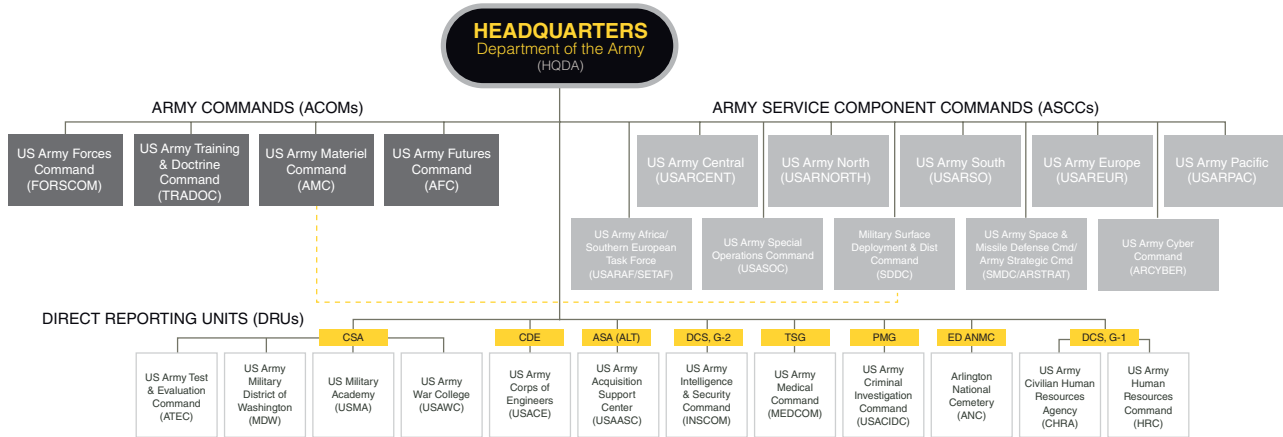 HEADQUARTERS
Department of the Army
(HQDA)
ARMY COMMANDS (ACOMs)
US Army Forces
Command
(FORSCOM)
US Army Training
& Doctrine
Command
(TRADOC)
US Army Materiel
Command
(AMC)
US Army Futures
Command
(AFC)
ARMY SERVICE COMPONENT COMMANDS (ASCCs)
US Army Central
(USARCENT)
US Army North
(USARNORTH)
US Army South
(USARSO)
US Army Europe
(USAREUR)
US Army Pacific
(USARPAC)
US Army Africa/
Southern European
Task Force
(USARAF/SETAF)
US Army Special
Operations Command
(USASOC)
Military Surface
Deployment & Dist
Command
(SDDC)
US Army Space &
Missile Defense Cmd/
Army Strategic Cmd
(SMDC/ARSTRAT)
US Army Cyber
Command
(ARCYBER)
DIRECT REPORTING UNITS (DRUs)
CSA
US Army Test
& Evaluation
Command
(ATEC)
US Army
Military
District of
Washington
(MDW)
US Military
Academy
(USMA)
US Army
War College
(USAWC)
CDE
US Army
Corps of
Engineers
(USACE)
ASA (ALT)
US Army
Acquisition
Support
Center
(USAASC)
DCS, G-2
US Army
Intelligence
& Security
Command
(INSCOM)
TSG
US Army
Medical
Command
(MEDCOM)
PMG
US Army
Criminal
Investigation
Command
(USACIDC)
ED ANMC
Arlington
National
Cemetery
(ANC)
DCS, G-1
US Army
Civilian Human
Resources
Agency
(CHRA)
US Army
Human
Resources
Command
(HRC)